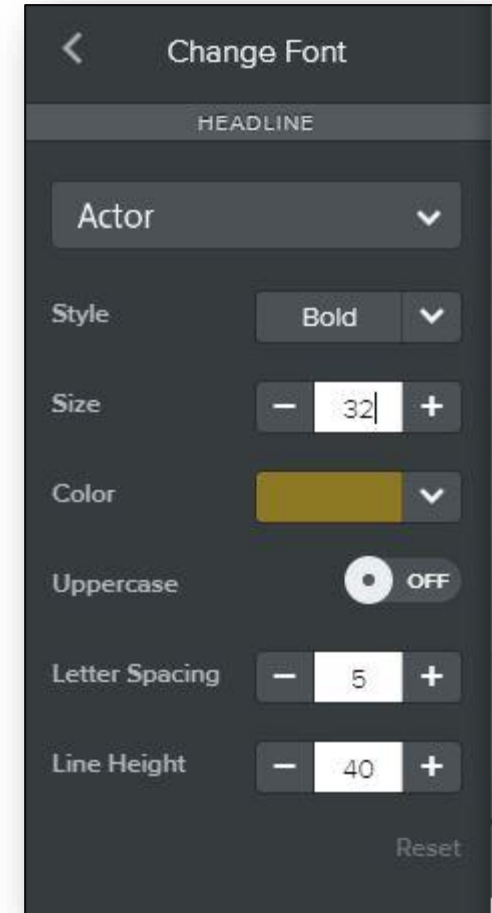 Change Font
HEADLINE
Actor
Style Bold
Size 32
Color
Uppercase OFF
Letter Spacing 5
Line Height 40
Reset